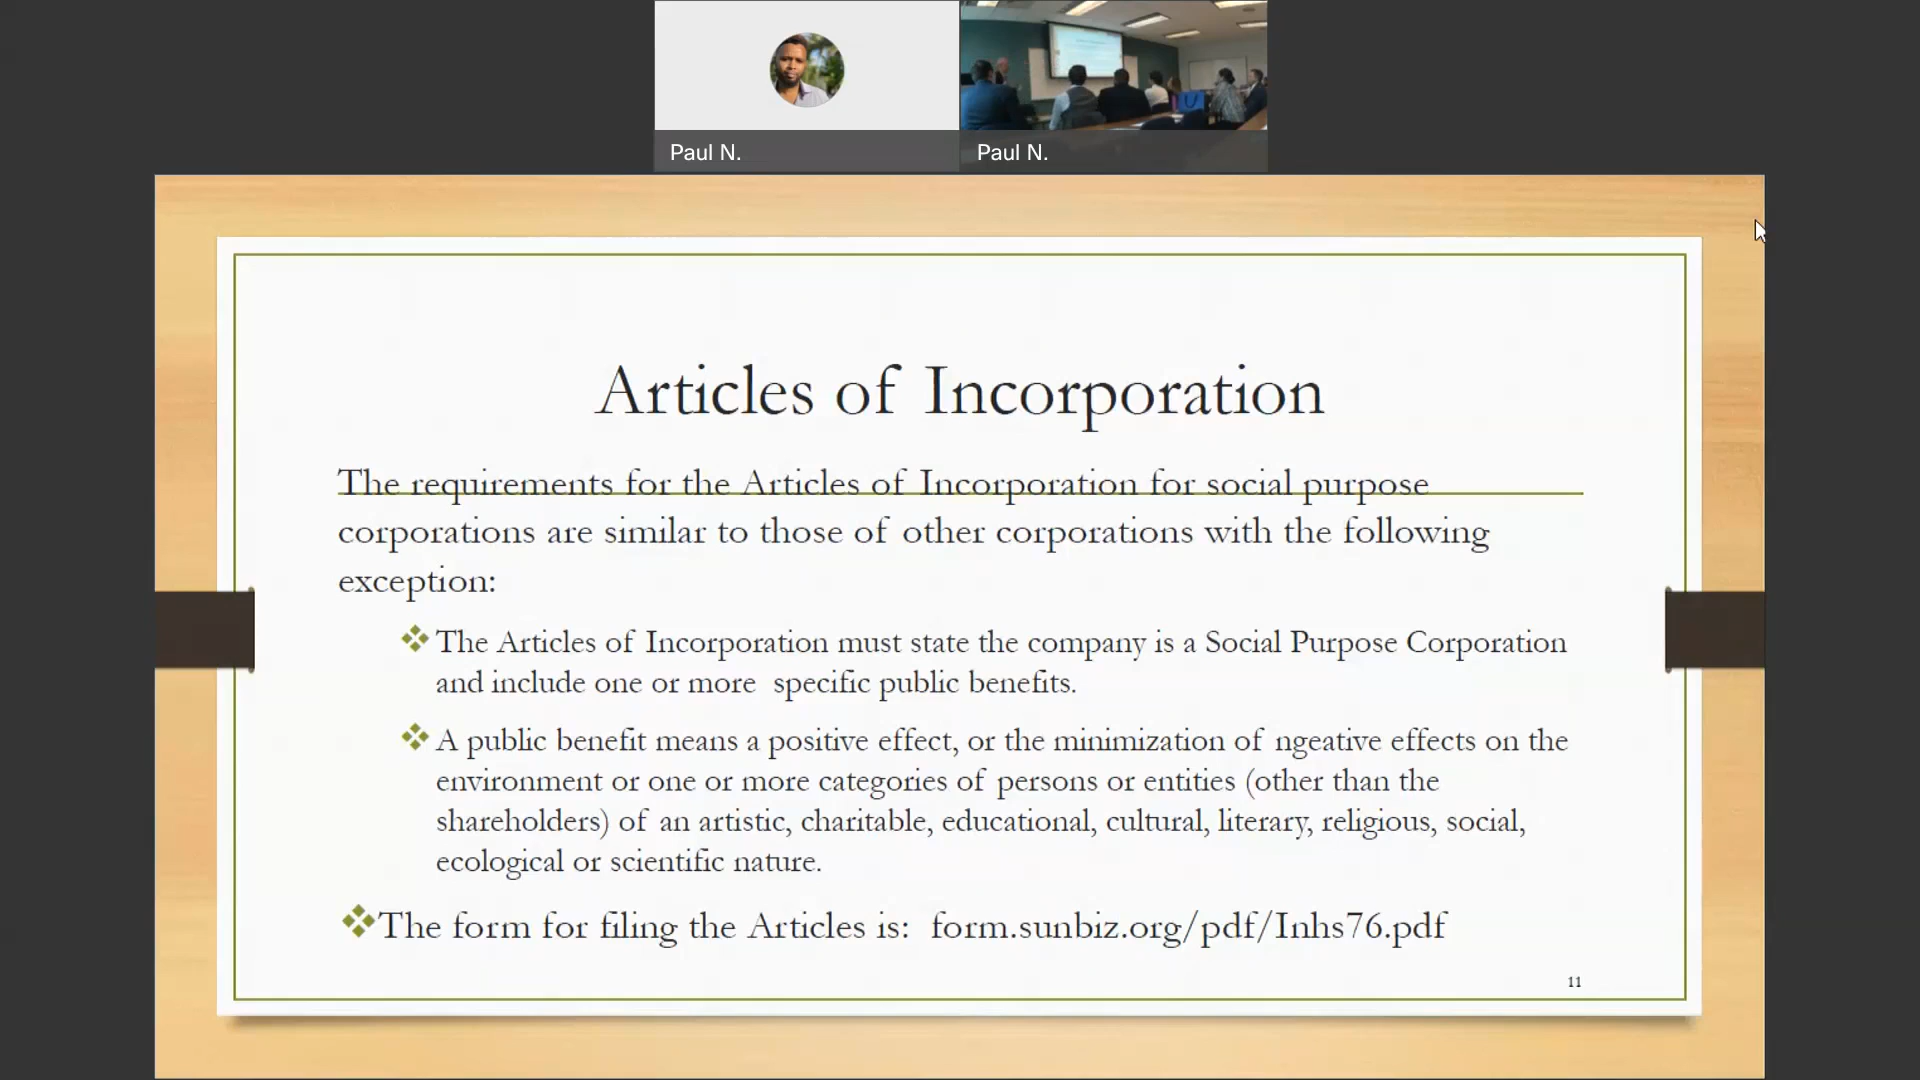 Paul N.
Paul N.
Articles of Incorporation
The requirements for the Articles of Incorporation for social purpose
corporations are similar to those of other corporations with the following
exception:
❖The Articles of Incorporation must state the company is a Social Purpose Corporation
and include one or more specific public benefits.
❖A public benefit means a positive effect, or the minimization of ngeative effects on the
environment or one or more categories of persons or entities (other than the
shareholders) of an artistic, charitable, educational, cultural, literary, religious, social,
ecological or scientific nature.
❖The form for filing the Articles is: form.sunbiz.org/pdf/Inhs76.pdf
11